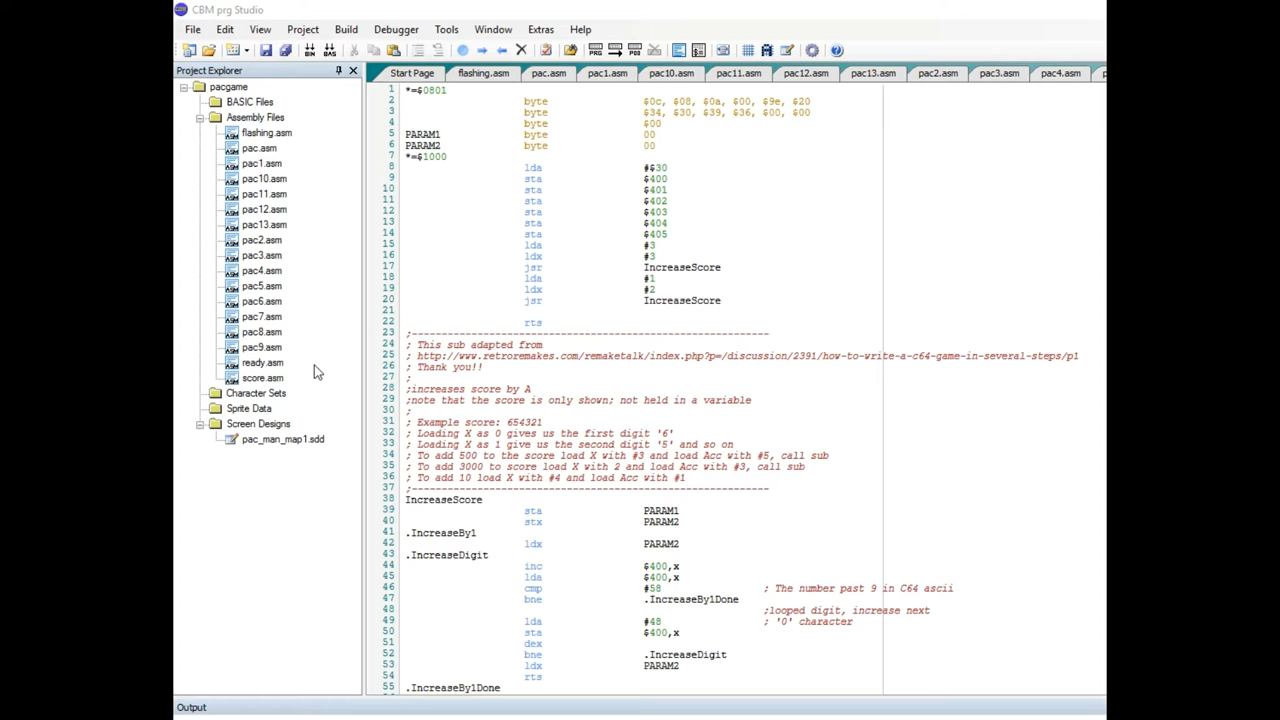 CBM prg Studio
File Edit View Project Build Debugger Tools Window Extras Help
Project Explorer
Start Page flashing.asm pac.asm pac1.asm pac10.asm pac11.asm pac12.asm pac13.asm pac2.asm pac3.asm pac4.asm
pacgame
BASIC Files
Assembly Files
flashing.asm
pac.asm
pac1.asm
pac10.asm
pac11.asm
pac12.asm
pac13.asm
pac2.asm
pac3.asm
pac4.asm
pac5.asm
pac6.asm
pac7.asm
pac8.asm
pac9.asm
ready.asm
score.asm
Character Sets
Sprite Data
Screen Designs
pac_man_map1.sdd
1 *=$0801
2 byte $0c, $08, $0a, $00, $9e, $20
3 byte $34, $30, $39, $36, $00, $00
4 byte $00
5 PARAM1 byte 00
6 PARAM2 byte 00
7 *=$1000
8 lda #$30
9 sta $400
10 sta $401
11 sta $402
12 sta $403
13 sta $404
14 sta $405
15 lda #3
16 ldx #3
17 jsr IncreaseScore
18 lda #1
19 ldx #2
20 jsr IncreaseScore
21
22 rts
23 ;-----------------------------------------------------------
24 ; This sub adapted from
25 ; http://www.retroremakes.com/remaketalk/index.php?p=/discussion/2391/how-to-write-a-c64-game-in-several-steps/p1
26 ; Thank you!!
27
28 ;increases score by A
29 ;note that the score is only shown; not held in a variable
30 ;
31 ; Example score: 654321
32 ; Loading X as 0 gives us the first digit '6'
33 ; Loading X as 1 give us the second digit '5' and so on
34 ; To add 500 to the score load X with #3 and load Acc with #5, call sub
35 ; To add 3000 to score load X with 2 and load Acc with #3, call sub
36 ; To add 10 load X with #4 and load Acc with #1
37 ;-----------------------------------------------------------
38 IncreaseScore
39 sta PARAM1
40 stx PARAM2
41 .IncreaseBy1
42 ldx PARAM2
43 .IncreaseDigit
44 inc $400,x
45 lda $400,x
46 cmp #58 ; The number past 9 in C64 ascii
47 bne .IncreaseBy1Done
48 ;looped digit, increase next
49 lda #48 ; '0' character
50 sta $400,x
51 dex
52 bne .IncreaseDigit
53 ldx PARAM2
54 rts
55 .IncreaseBy1Done
Output